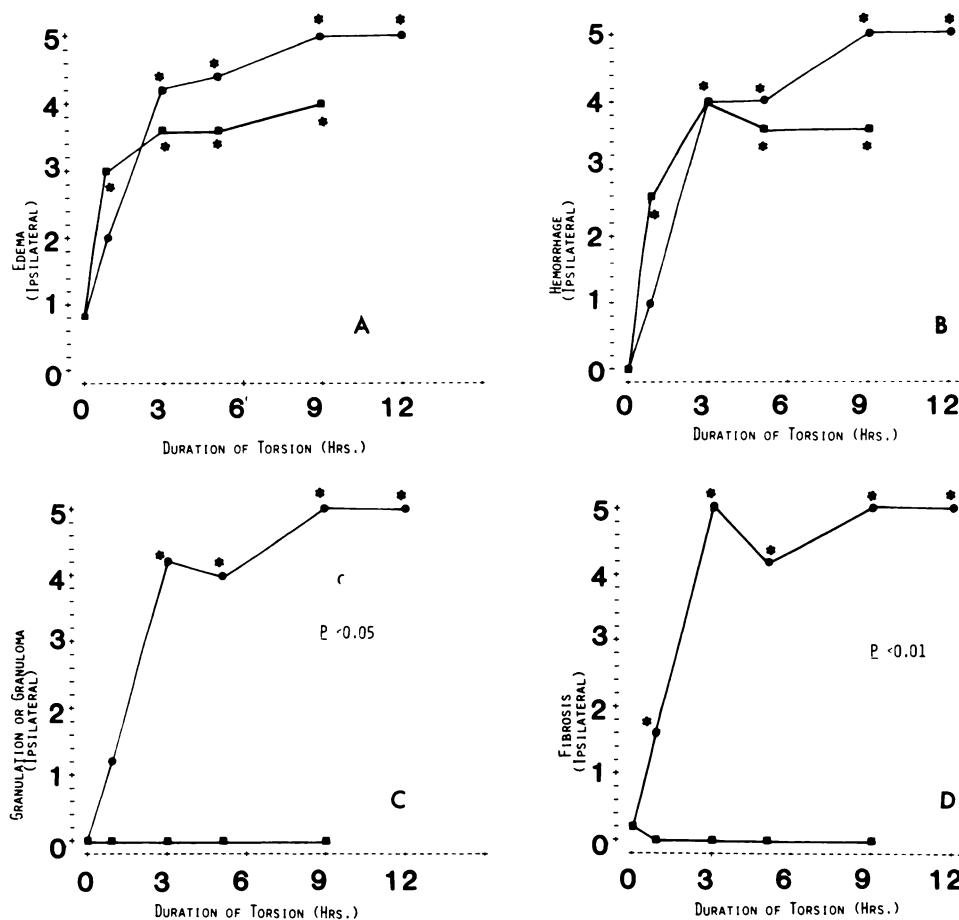 5 4 3 2 1 0
EDEMA
(IPSILATERAL)
* * * * * * * * *
A
0 3 6' 9 12
DURATION OF TORSION (HRS.)
5 4 3 2 1 0
HEMORRHAGE
(IPSILATERAL)
* * * * * * *
B
0 3 6 9 12
DURATION OF TORSION (HRS.)
5 4 3 2 1 0
GRANULATION OR GRANULOMA
(IPSILATERAL)
* * * *
c
P <0.05
C
0 3 6 9 12
DURATION OF TORSION (HRS.)
5 4 3 2 1 0
FIBROSIS
(IPSILATERAL)
* * * * *
P <0.01
D
0 3 6 9 12
DURATION OF TORSION (HRS.)